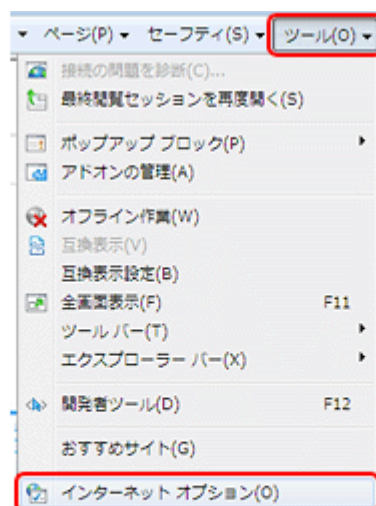 ページ(P) セーフティ(S) ツール(O)
接続の問題を診断(C)...
最終閲覧セッションを再度開く(S)
ポップアップ ブロック(P)
アドオンの管理(A)
オフライン作業(W)
互換表示(V)
互換表示設定(B)
全画面表示(F) F11
ツール バー(T)
エクスプローラー バー(X)
開発者ツール(D) F12
おすすめサイト(G)
インターネット オプション(O)